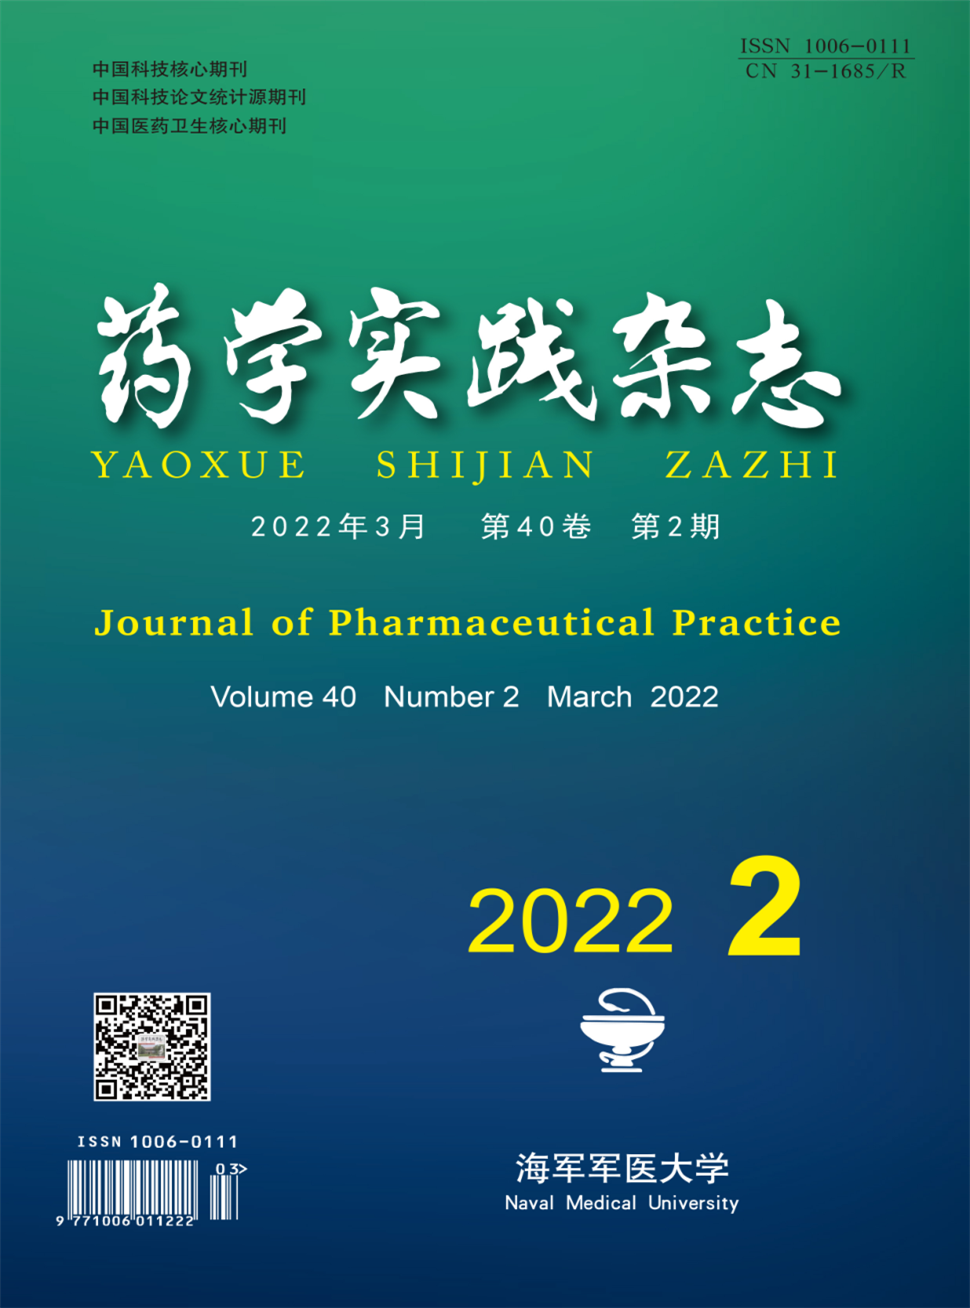 中国科技核心期刊
中国科技论文统计源期刊
中国医药卫生核心期刊
ISSN 1006-0111
CN 31-1685/R
药学实践杂志
YAOXUE SHIJIAN ZAZHI
2022年3月 第40卷 第2期
Journal of Pharmaceutical Practice
Volume 40 Number 2 March 2022
2022 2
ISSN 1006-0111
03>
9 771006 011222
海军军医大学
Naval Medical University